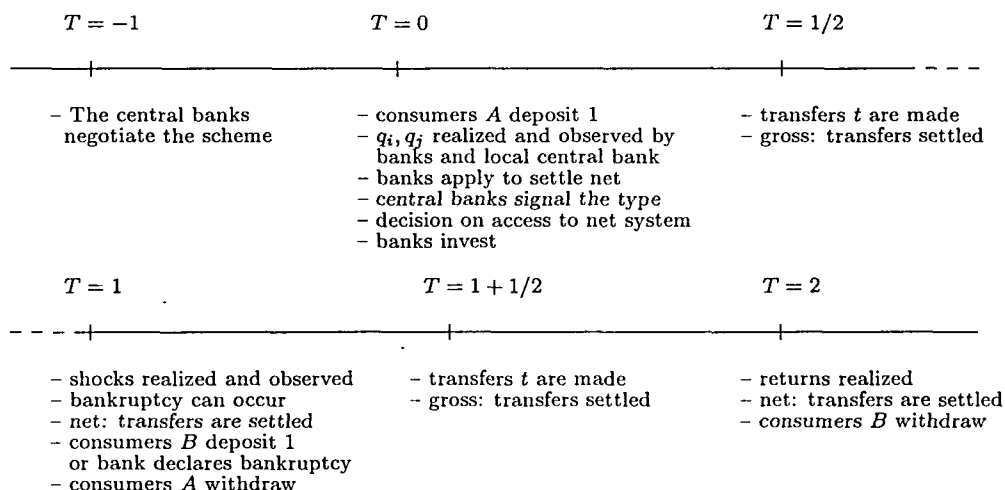 T = −1 T = 0 T = 1/2
– The central banks
negotiate the scheme
– consumers A deposit 1
– q_i, q_j realized and observed by
banks and local central bank
– banks apply to settle net
– central banks signal the type
– decision on access to net system
– banks invest
– transfers t are made
– gross: transfers settled
T = 1 T = 1 + 1/2 T = 2
– shocks realized and observed
– bankruptcy can occur
– net: transfers are settled
– consumers B deposit 1
or bank declares bankruptcy
– consumers A withdraw
– transfers t are made
– gross: transfers settled
– returns realized
– net: transfers are settled
– consumers B withdraw